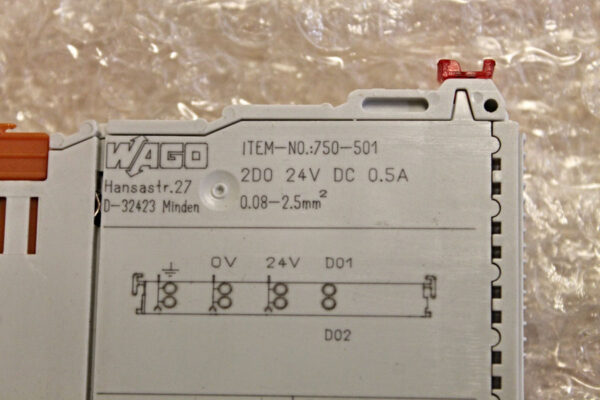 WAGO
Hansastr.27
D-32423 Minden
ITEM-NO.:750-501
2DO 24V DC 0.5A
0.08-2.5mm²
0V 24V DO1
DO2